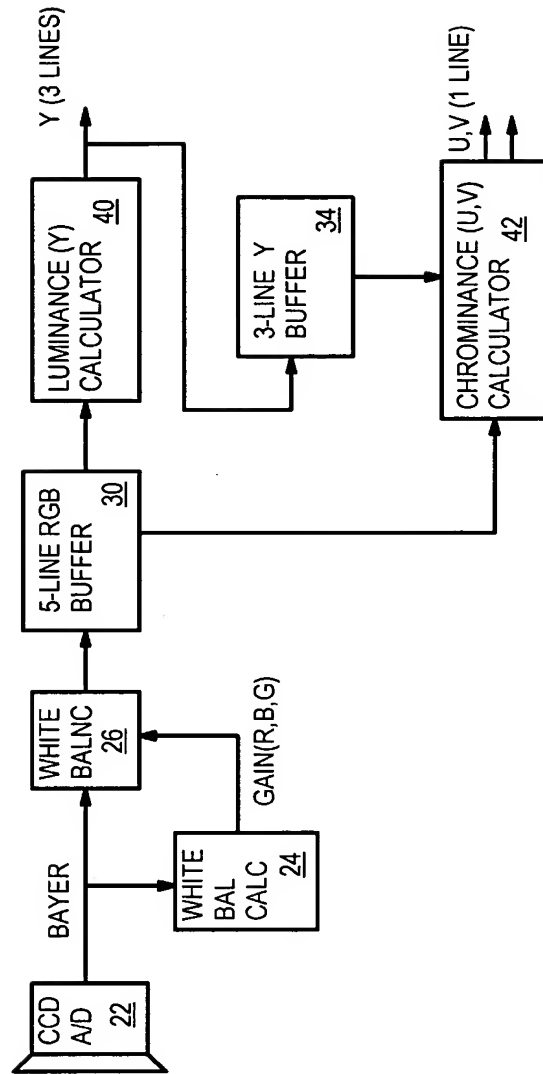 CCD
A/D
22
BAYER
WHITE
BAL
CALC
24
GAIN(R,B,G)
WHITE
BALNC
26
5-LINE RGB
BUFFER
30
LUMINANCE (Y)
CALCULATOR
40
Y (3 LINES)
3-LINE Y
BUFFER
34
CHROMINANCE (U,V)
CALCULATOR
42
U,V (1 LINE)